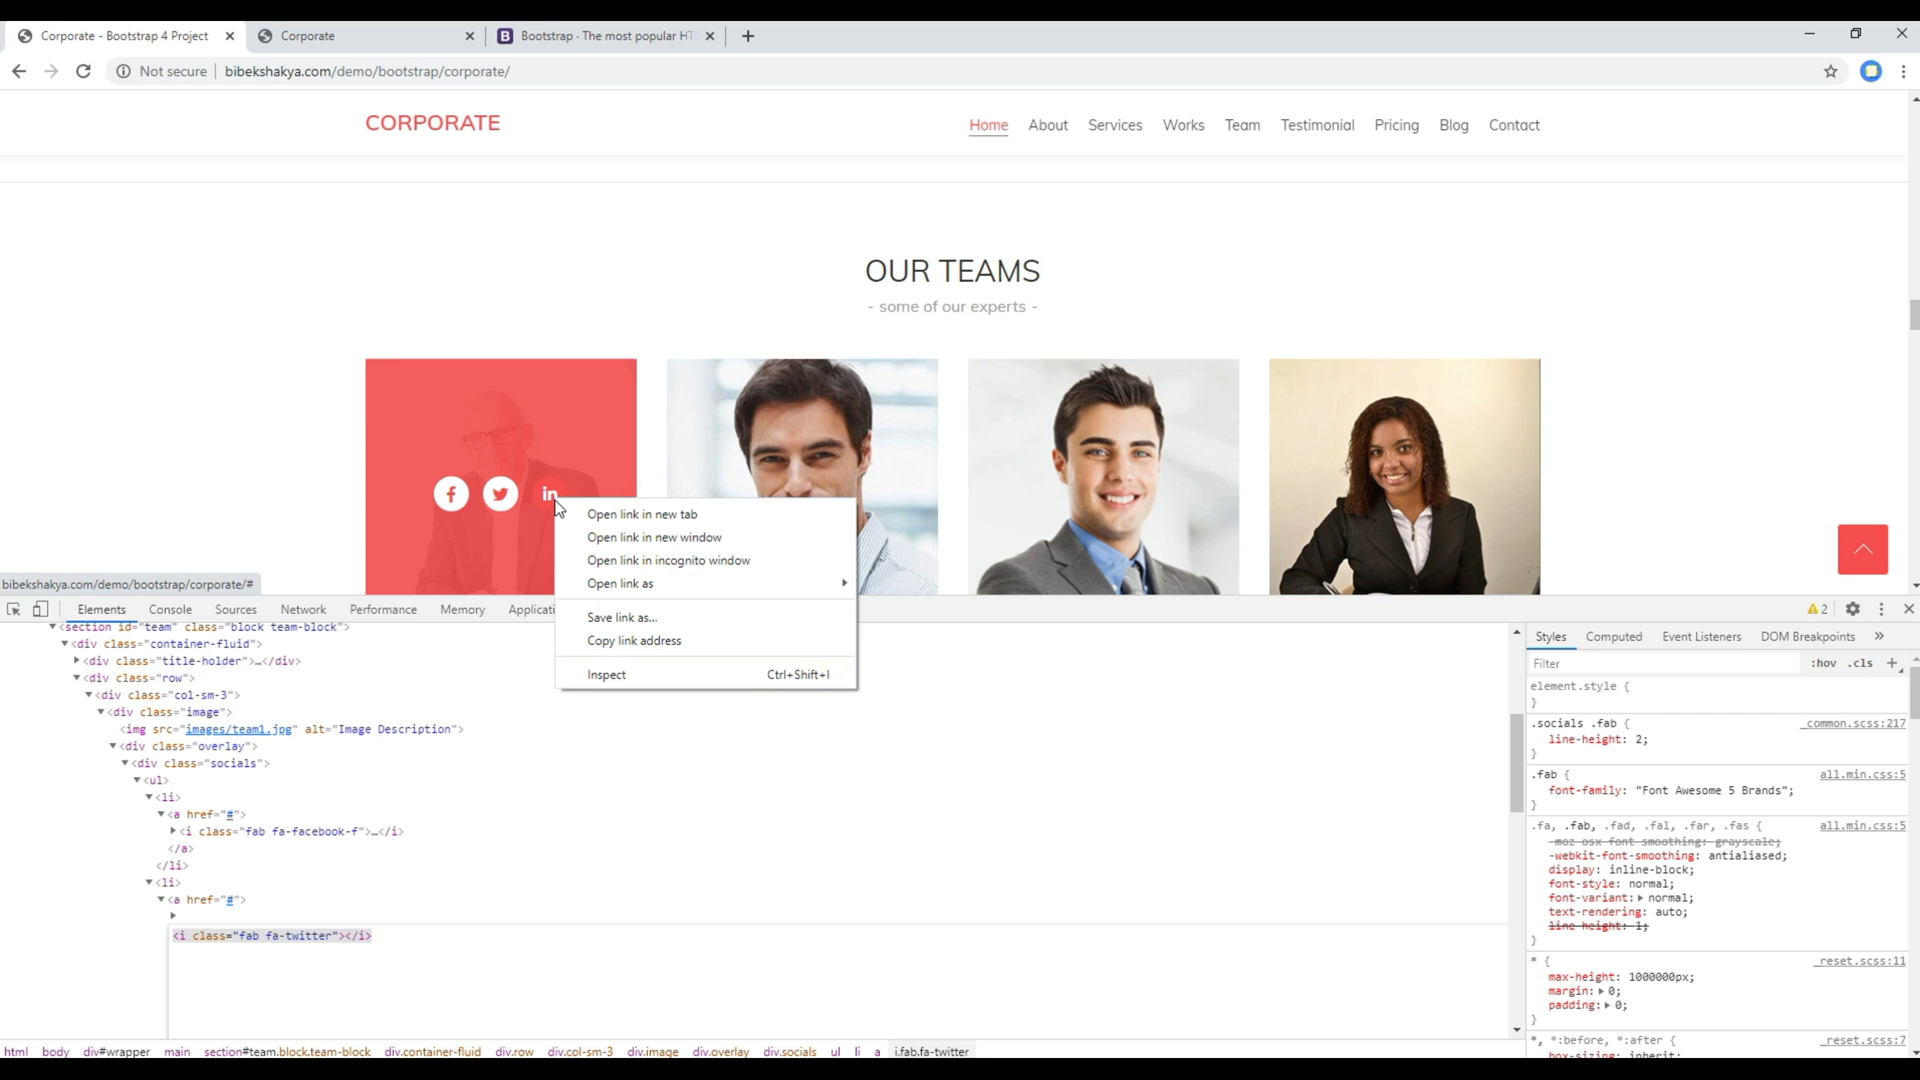 Corporate - Bootstrap 4 Project
Corporate
B Bootstrap · The most popular HT
Not secure
bibekshakya.com/demo/bootstrap/corporate/
CORPORATE
Home About Services Works Team Testimonial Pricing Blog Contact
OUR TEAMS
- some of our experts -
in
Open link in new tab
Open link in new window
Open link in incognito window
Open link as
Save link as...
Copy link address
Inspect Ctrl+Shift+I
bibekshakya.com/demo/bootstrap/corporate/#
Elements Console Sources Network Performance Memory Applicati
2
<section id="team" class="block team-block">
<div class="container-fluid">
<div class="title-holder">…</div>
<div class="row">
<div class="col-sm-3">
<div class="image">
<img src="images/team1.jpg" alt="Image Description">
<div class="overlay">
<div class="socials">
<ul>
<li>
<a href="#">
<i class="fab fa-facebook-f">…</i>
</a>
</li>
<li>
<a href="#">
<i class="fab fa-twitter"></i>
html body div#wrapper main section#team.block.team-block div.container-fluid div.row div.col-sm-3 div.image div.overlay div.socials ul li a i.fab.fa-twitter
Styles Computed Event Listeners DOM Breakpoints »
Filter :hov .cls +
element.style {
}
.socials .fab { _common.scss:217
line-height: 2;
}
.fab { all.min.css:5
font-family: "Font Awesome 5 Brands";
}
.fa, .fab, .fad, .fal, .far, .fas { all.min.css:5
-moz-osx-font-smoothing: grayscale;
-webkit-font-smoothing: antialiased;
display: inline-block;
font-style: normal;
font-variant: normal;
text-rendering: auto;
line-height: 1;
}
* { _reset.scss:11
max-height: 1000000px;
margin: 0;
padding: 0;
}
*, *:before, *:after { _reset.scss:7
box-sizing: inherit;